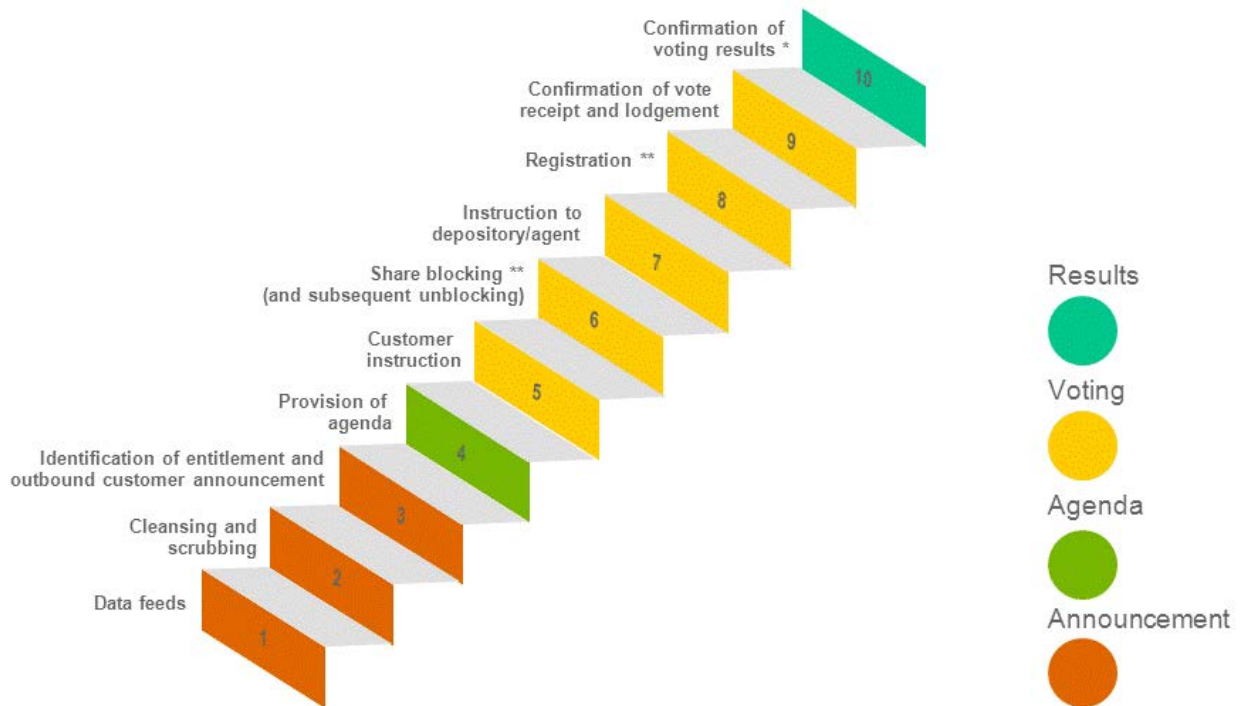 Confirmation of
voting results *
10
Confirmation of vote
receipt and lodgement
9
Registration **
8
Instruction to
depository/agent
7
Share blocking **
(and subsequent unblocking)
6
Customer
instruction
5
Provision of
agenda
4
Identification of entitlement and
outbound customer announcement
3
Cleansing and
scrubbing
2
Data feeds
1
Results
Voting
Agenda
Announcement